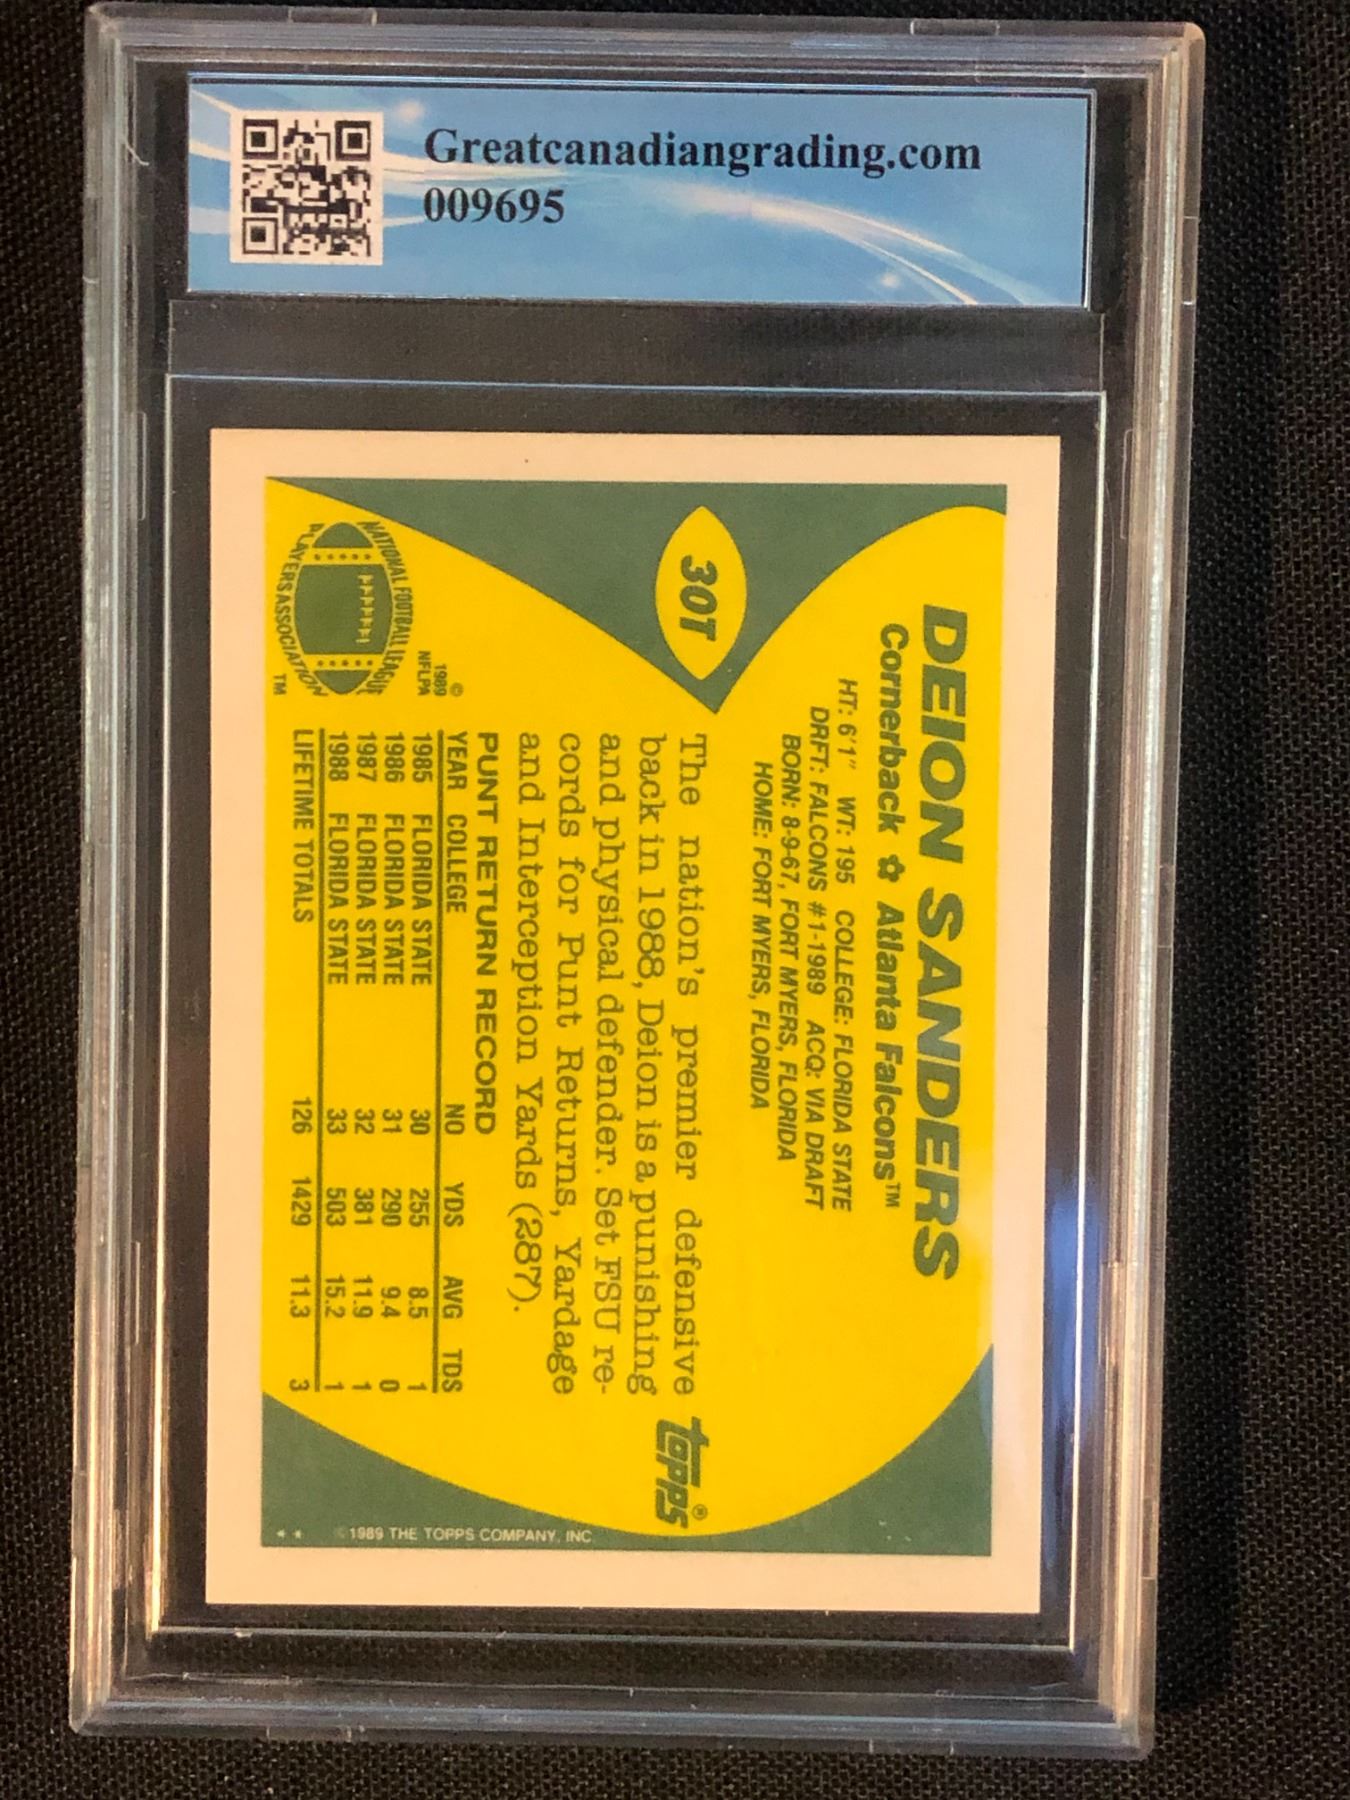 Greatcanadiangrading.com
009695
30T
DEION SANDERS
Cornerback ✿ Atlanta Falcons™
HT: 6'1" WT: 195 COLLEGE: FLORIDA STATE
DRFT: FALCONS #1-1989 ACQ: VIA DRAFT
BORN: 8-9-67, FORT MYERS, FLORIDA
HOME: FORT MYERS, FLORIDA
The nation's premier defensive
back in 1988, Deion is a punishing
and physical defender. Set FSU re-
cords for Punt Returns, Yardage
and Interception Yards (287).
PUNT RETURN RECORD
YEAR COLLEGE NO YDS AVG TDS
1985 FLORIDA STATE 30 255 8.5 1
1986 FLORIDA STATE 31 290 9.4 0
1987 FLORIDA STATE 32 381 11.9 1
1988 FLORIDA STATE 33 503 15.2 1
LIFETIME TOTALS 126 1429 11.3 3
©
1989
NFLPA
NATIONAL FOOTBALL LEAGUE
PLAYERS ASSOCIATION
TM
TOPPS®
** ©1989 THE TOPPS COMPANY, INC.